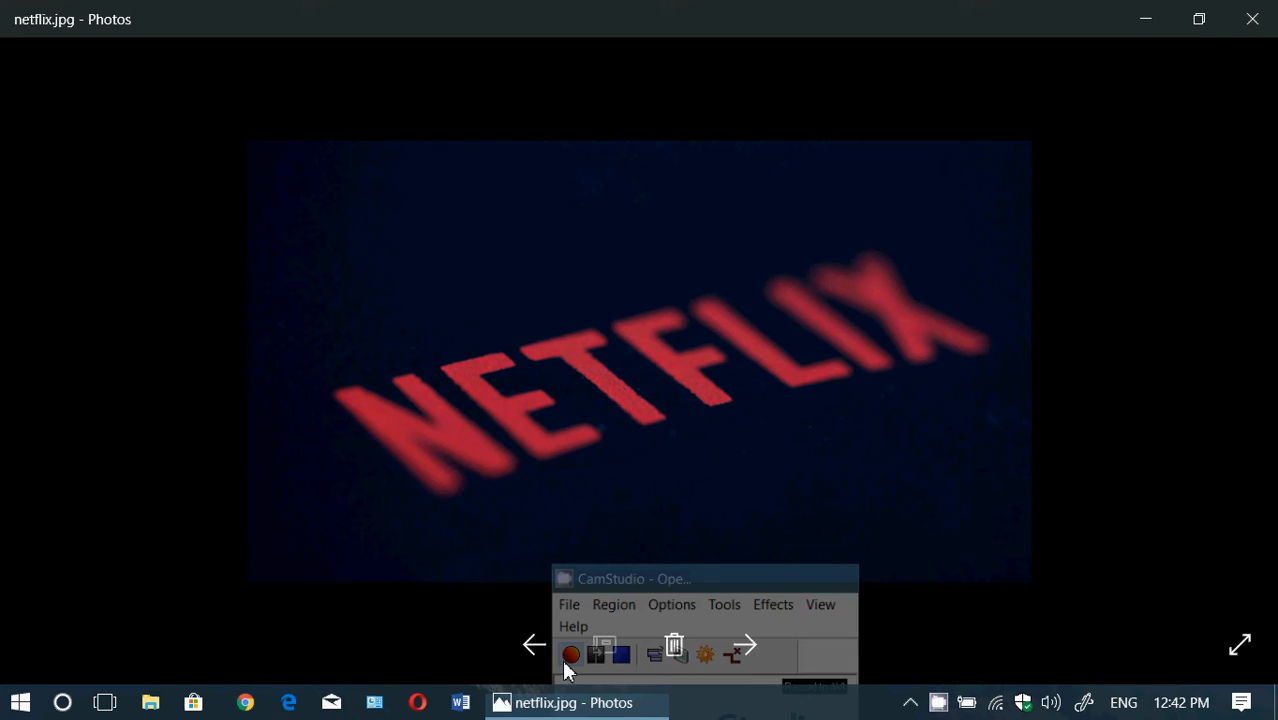 netflix.jpg - Photos
NETFLIX
CamStudio - Ope...
File Region Options Tools Effects View
Help
netflix.jpg - Photos
ENG
12:42 PM